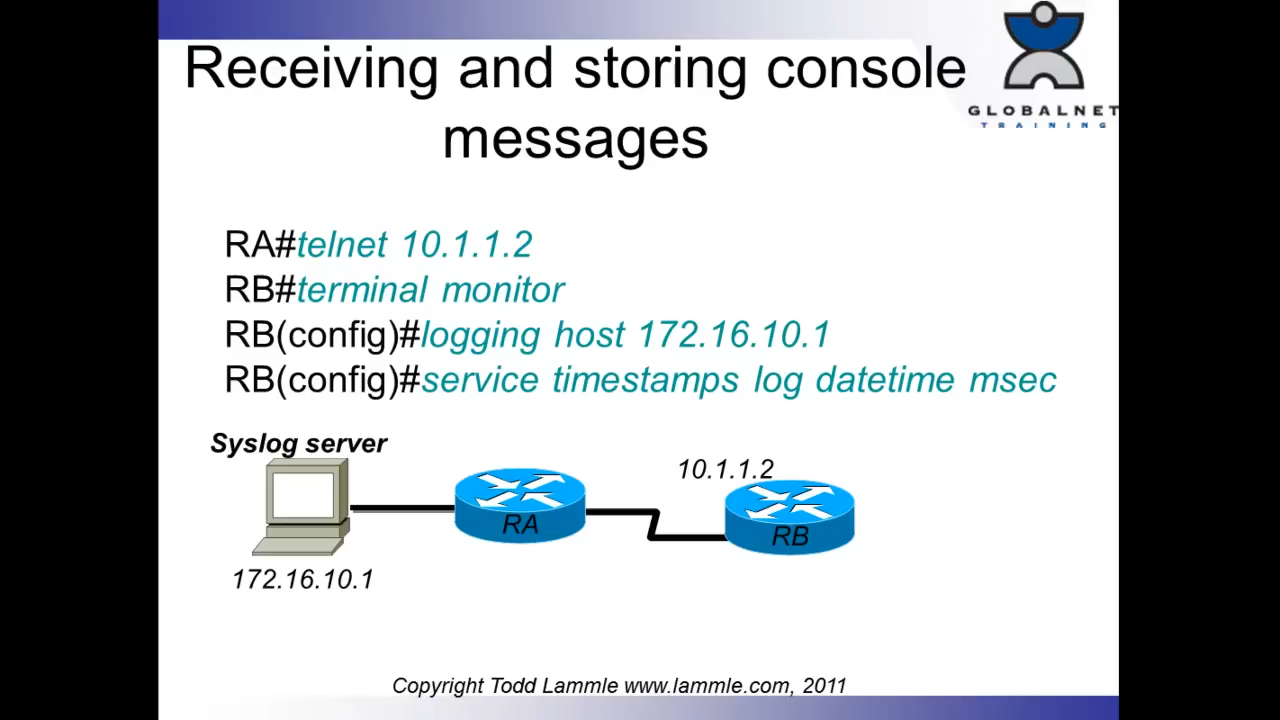 Receiving and storing console
messages
GLOBALNET
TRAINING
RA#telnet 10.1.1.2
RB#terminal monitor
RB(config)#logging host 172.16.10.1
RB(config)#service timestamps log datetime msec
Syslog server
10.1.1.2
RA
RB
172.16.10.1
Copyright Todd Lammle www.lammle.com, 2011